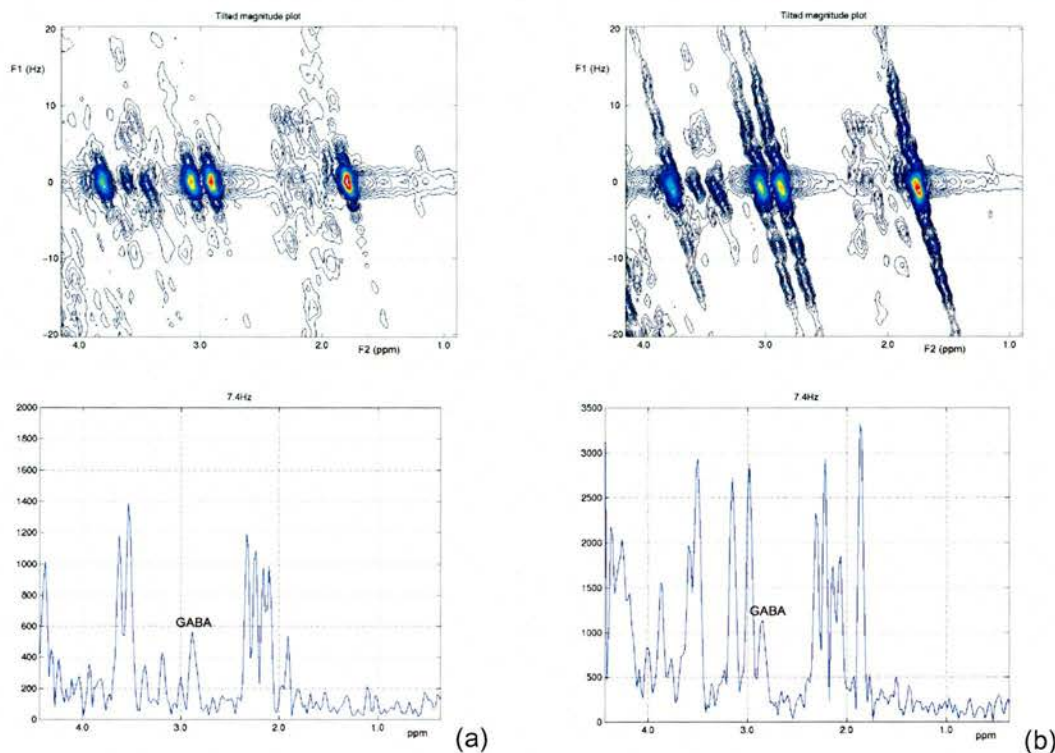 Tilted magnitude plot
20
F1 (Hz)
10
0
-10
-20
4.0 3.0 2.0 1.0
F2 (ppm)
Tilted magnitude plot
20
F1 (Hz)
10
0
-10
-20
4.0 3.0 2.0 1.0
F2 (ppm)
7.4Hz
2000
1800
1600
1400
1200
1000
800
600
400
200
0
GABA
4.0 3.0 2.0 1.0
ppm
(a)
7.4Hz
3500
3000
2500
2000
1500
1000
500
0
GABA
4.0 3.0 2.0 1.0
ppm
(b)